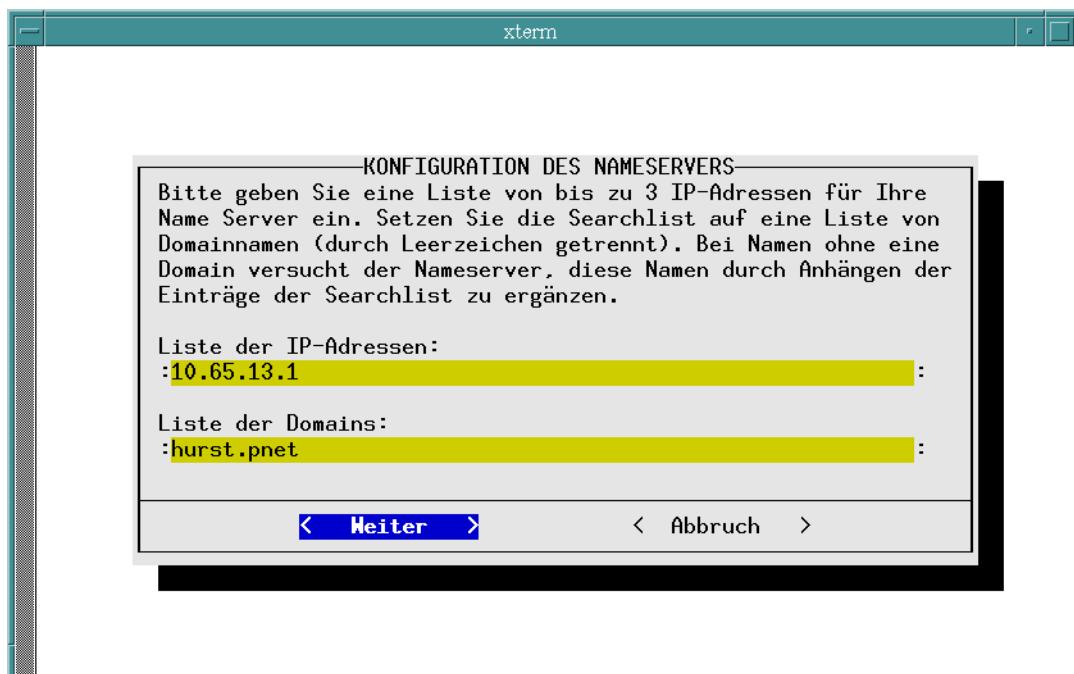 xterm
KONFIGURATION DES NAMESERVERS
Bitte geben Sie eine Liste von bis zu 3 IP-Adressen für Ihre
Name Server ein. Setzen Sie die Searchlist auf eine Liste von
Domainnamen (durch Leerzeichen getrennt). Bei Namen ohne eine
Domain versucht der Nameserver, diese Namen durch Anhängen der
Einträge der Searchlist zu ergänzen.
Liste der IP-Adressen:
:10.65.13.1 :
Liste der Domains:
:hurst.pnet :
< Weiter > < Abbruch >